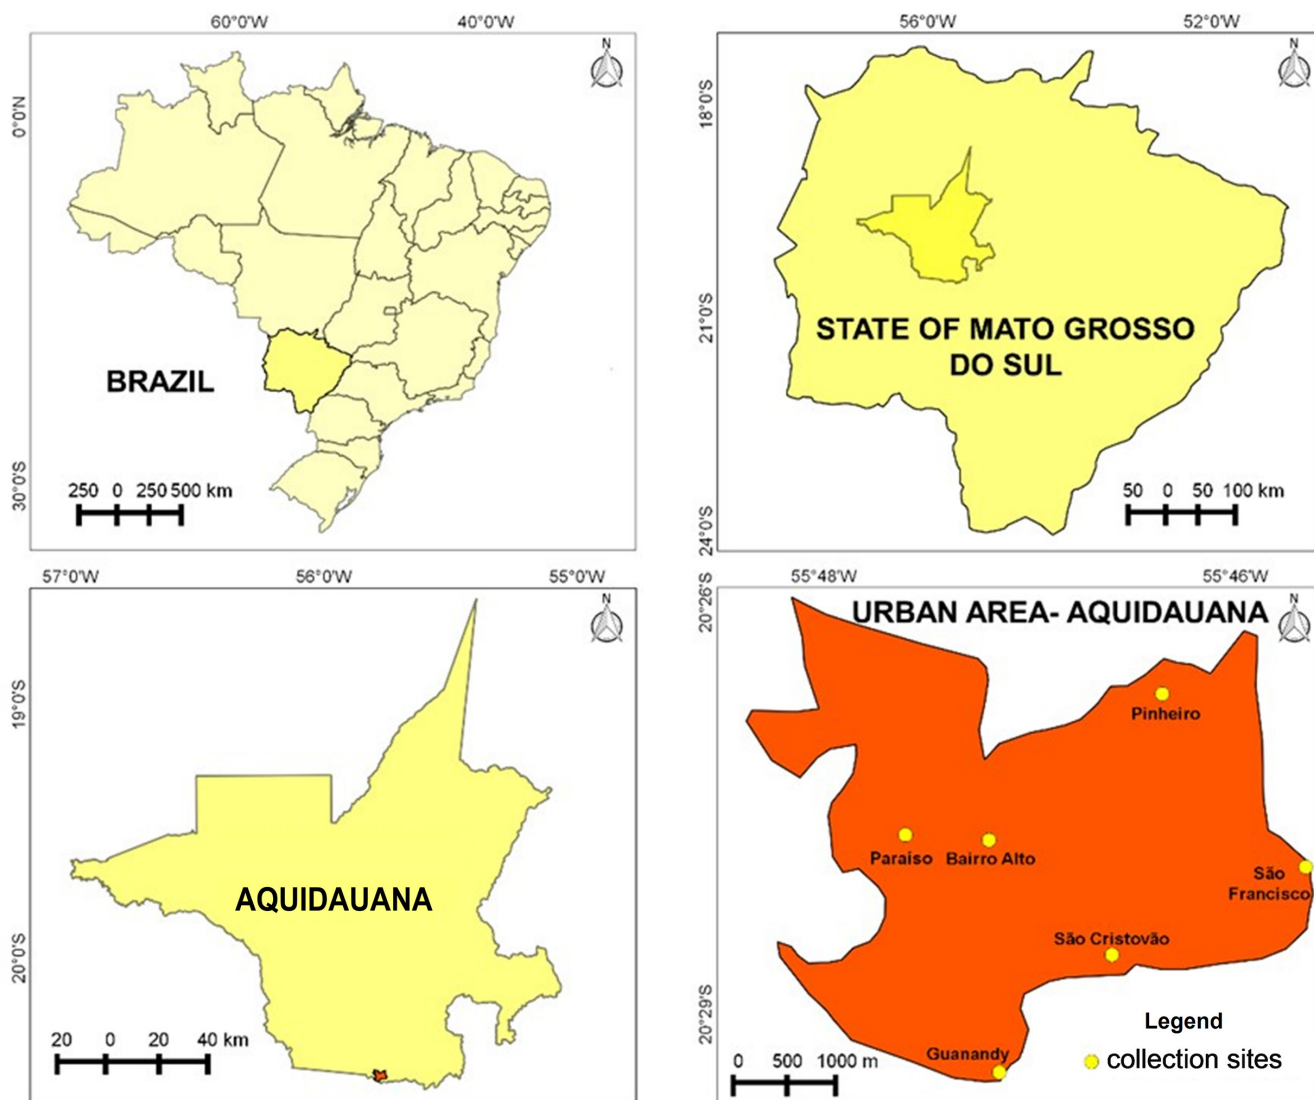 60°0'W 40°0'W
N
0°0'N
BRAZIL
30°0'S
250 0 250 500 km
56°0'W 52°0'W
N
18°0'S
21°0'S
STATE OF MATO GROSSO
DO SUL
24°0'S
50 0 50 100 km
57°0'W 56°0'W 55°0'W
N
19°0'S
AQUIDAUANA
20°0'S
20 0 20 40 km
55°48'W 55°46'W
20°26'S
URBAN AREA- AQUIDAUANA
N
Pinheiro
Paraíso Bairro Alto
São
Francisco
São Cristovão
20°29'S
Legend
Guanandy
collection sites
0 500 1000 m